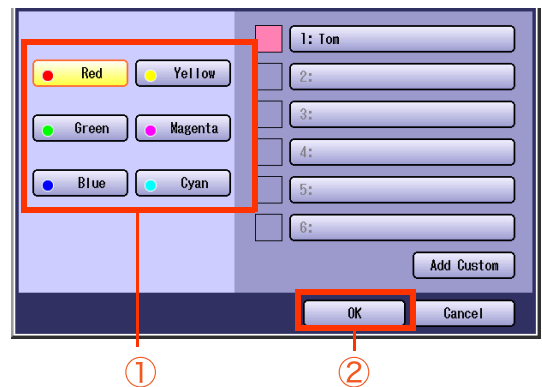 Red
Yellow
Green
Magenta
Blue
Cyan
1: Tom
2:
3:
4:
5:
6:
Add Custom
OK
Cancel
①
②